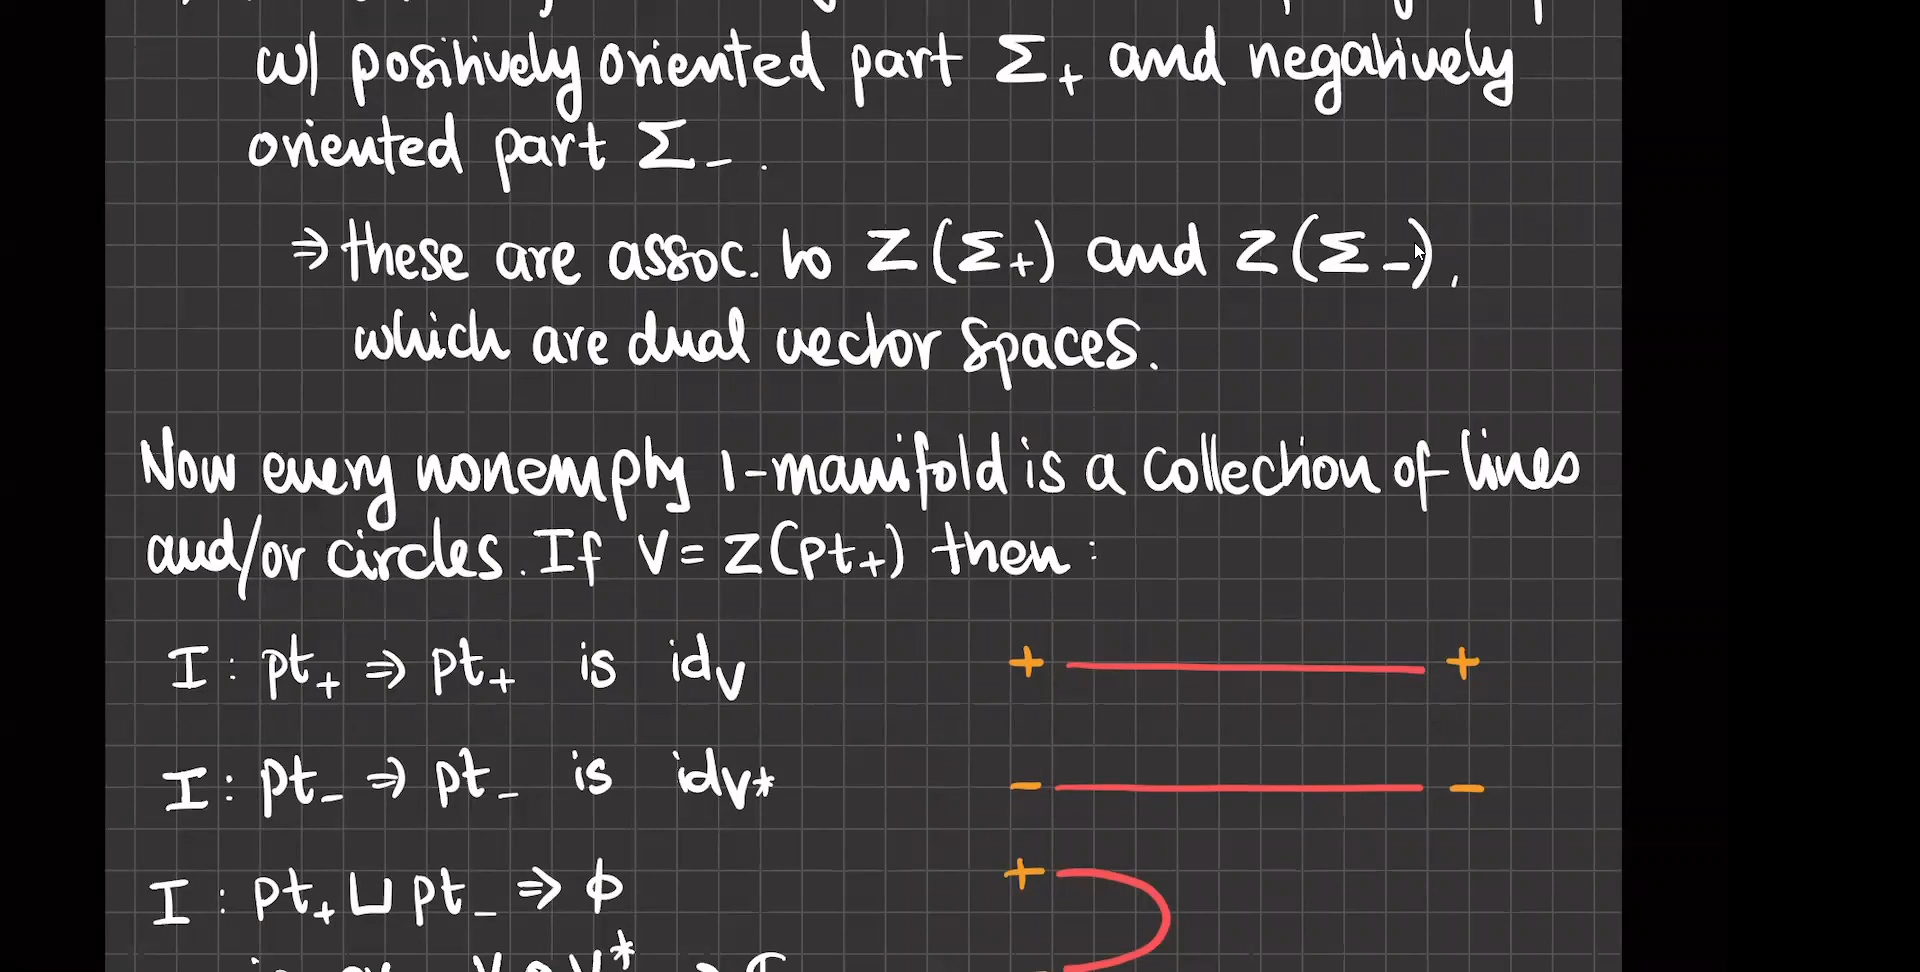 w/ positively oriented part Σ₊ and negatively
oriented part Σ₋ .
⇒ these are assoc. to Z(Σ₊) and Z(Σ₋),
which are dual vector spaces.
Now every nonempty 1-manifold is a collection of lines
and/or circles. If V = Z(pt₊) then :
I : pt₊ ⇒ pt₊ is id_V
+ +
I : pt₋ ⇒ pt₋ is id_V*
− −
I : pt₊ ⊔ pt₋ ⇒ ϕ
+